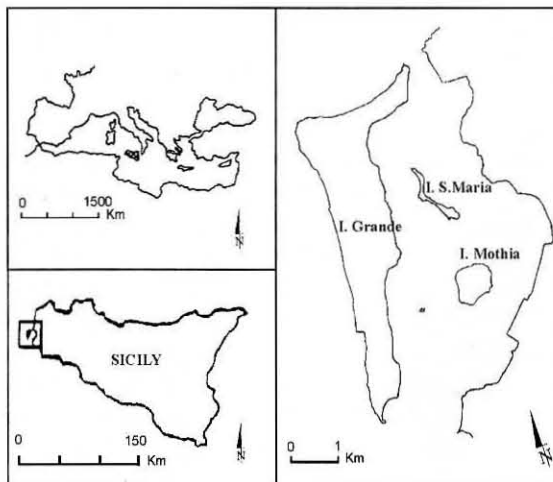 0 1500
Km
N
SICILY
0 150
Km
N
I. S.Maria
I. Grande
I. Mothia
0 1
Km
N